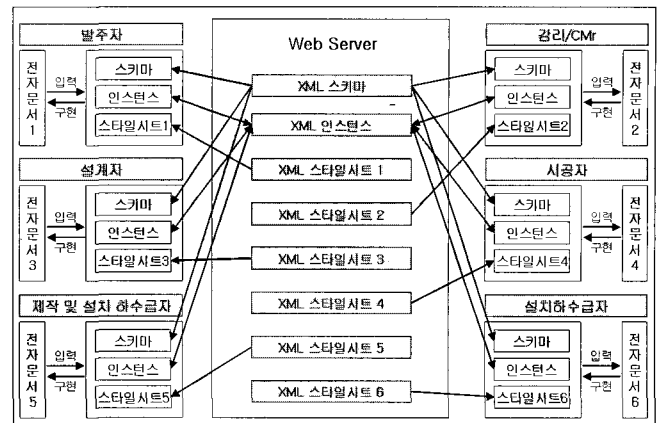 발주자
전자문서1
입력
구현
스키마
인스턴스
스타일시트1
설계자
전자문서3
입력
구현
스키마
인스턴스
스타일시트3
제작 및 설치 하수급자
전자문서5
입력
구현
스키마
인스턴스
스타일시트5
Web Server
XML 스키마
XML 인스턴스
XML 스타일시트 1
XML 스타일시트 2
XML 스타일시트 3
XML 스타일시트 4
XML 스타일시트 5
XML 스타일시트 6
감리/CMr
스키마
인스턴스
스타일시트2
입력
구현
전자문서2
시공자
스키마
인스턴스
스타일시트4
입력
구현
전자문서4
설치하수급자
스키마
인스턴스
스타일시트6
입력
구현
전자문서6